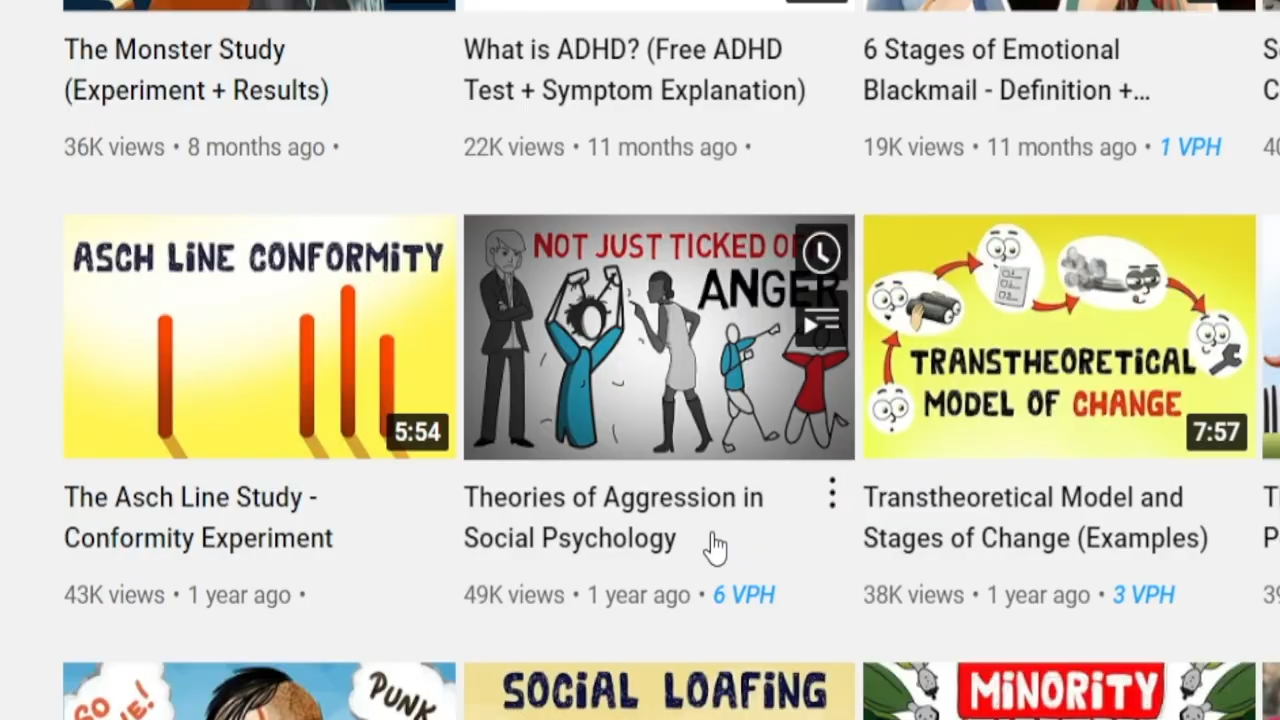 The Monster Study
(Experiment + Results)
36K views • 8 months ago •
What is ADHD? (Free ADHD
Test + Symptom Explanation)
22K views • 11 months ago •
6 Stages of Emotional
Blackmail - Definition +...
19K views • 11 months ago • 1 VPH
ASCH LiNE CONFORMiTY
5:54
The Asch Line Study -
Conformity Experiment
43K views • 1 year ago •
NOT JUST TICKED
ANGER
Theories of Aggression in
Social Psychology
49K views • 1 year ago • 6 VPH
TRANSTHEORETiCAL
MODEL OF CHANGE
7:57
Transtheoretical Model and
Stages of Change (Examples)
38K views • 1 year ago • 3 VPH
SO
PUNK
SOCiAL LOAFiNG
MiNORiTY